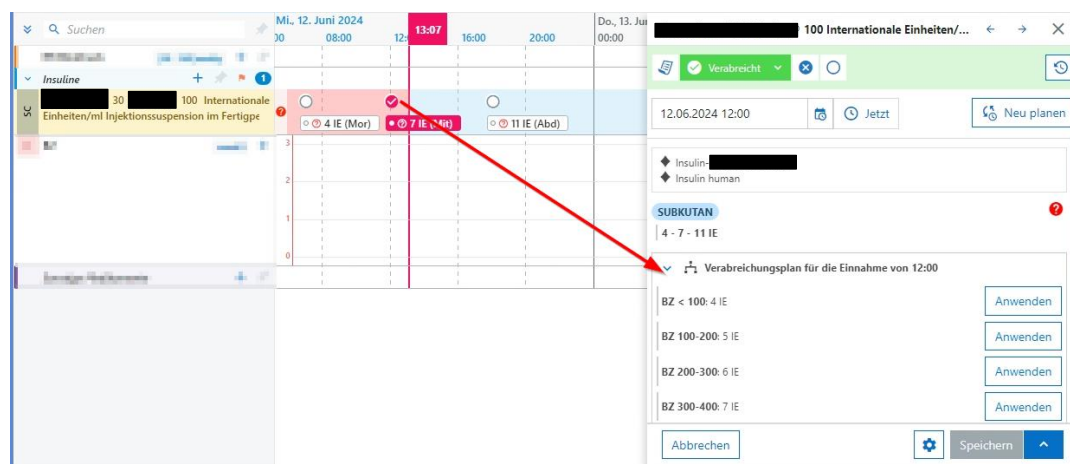 Suchen
Mi., 12. Juni 2024
Do., 13. Jun
00
08:00
12:
13:07
16:00
20:00
00:00
Insuline
1
SC
30 100 Internationale
Einheiten/ml Injektionssuspension im Fertigpe
4 IE (Mor)
7 IE (Mit)
11 IE (Abd)
3
2
1
0
100 Internationale Einheiten/...
Verabreicht
12.06.2024 12:00
Jetzt
Neu planen
Insulin-
Insulin human
SUBKUTAN
4 - 7 - 11 IE
Verabreichungsplan für die Einnahme von 12:00
BZ < 100: 4 IE
Anwenden
BZ 100-200: 5 IE
Anwenden
BZ 200-300: 6 IE
Anwenden
BZ 300-400: 7 IE
Anwenden
Abbrechen
Speichern